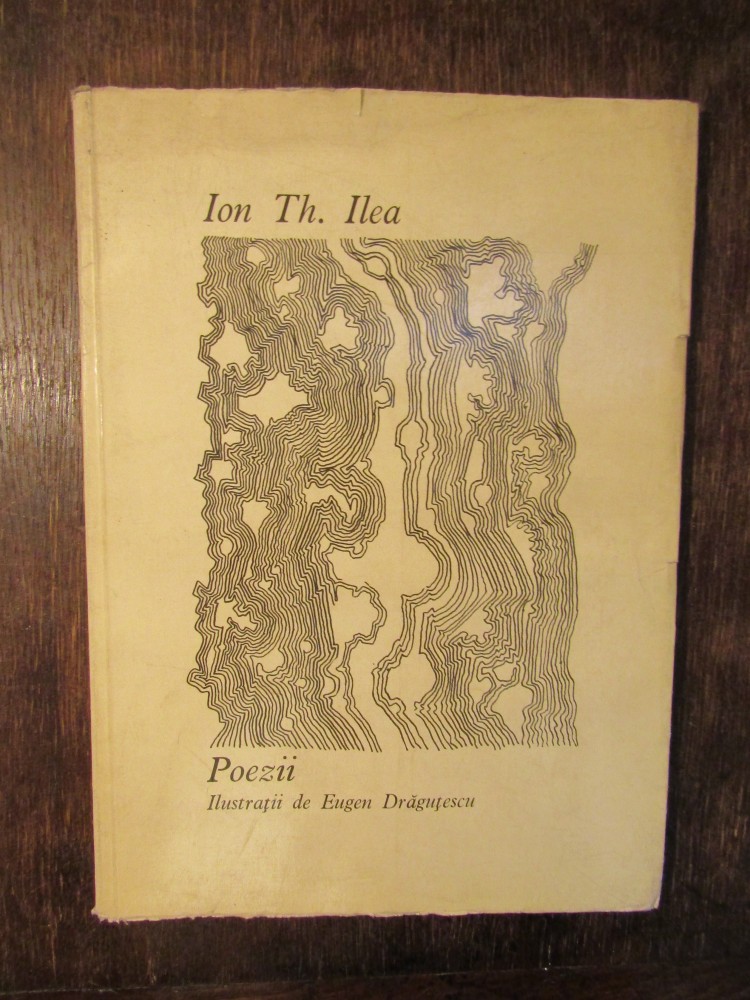 Ion Th. Ilea
Poezii
Ilustrații de Eugen Drăguțescu